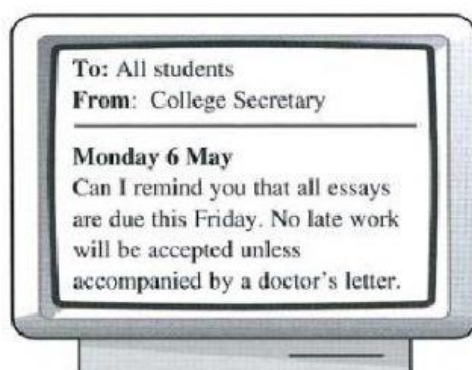 To: All students
From: College Secretary
Monday 6 May
Can I remind you that all essays
are due this Friday. No late work
will be accepted unless
accompanied by a doctor's letter.